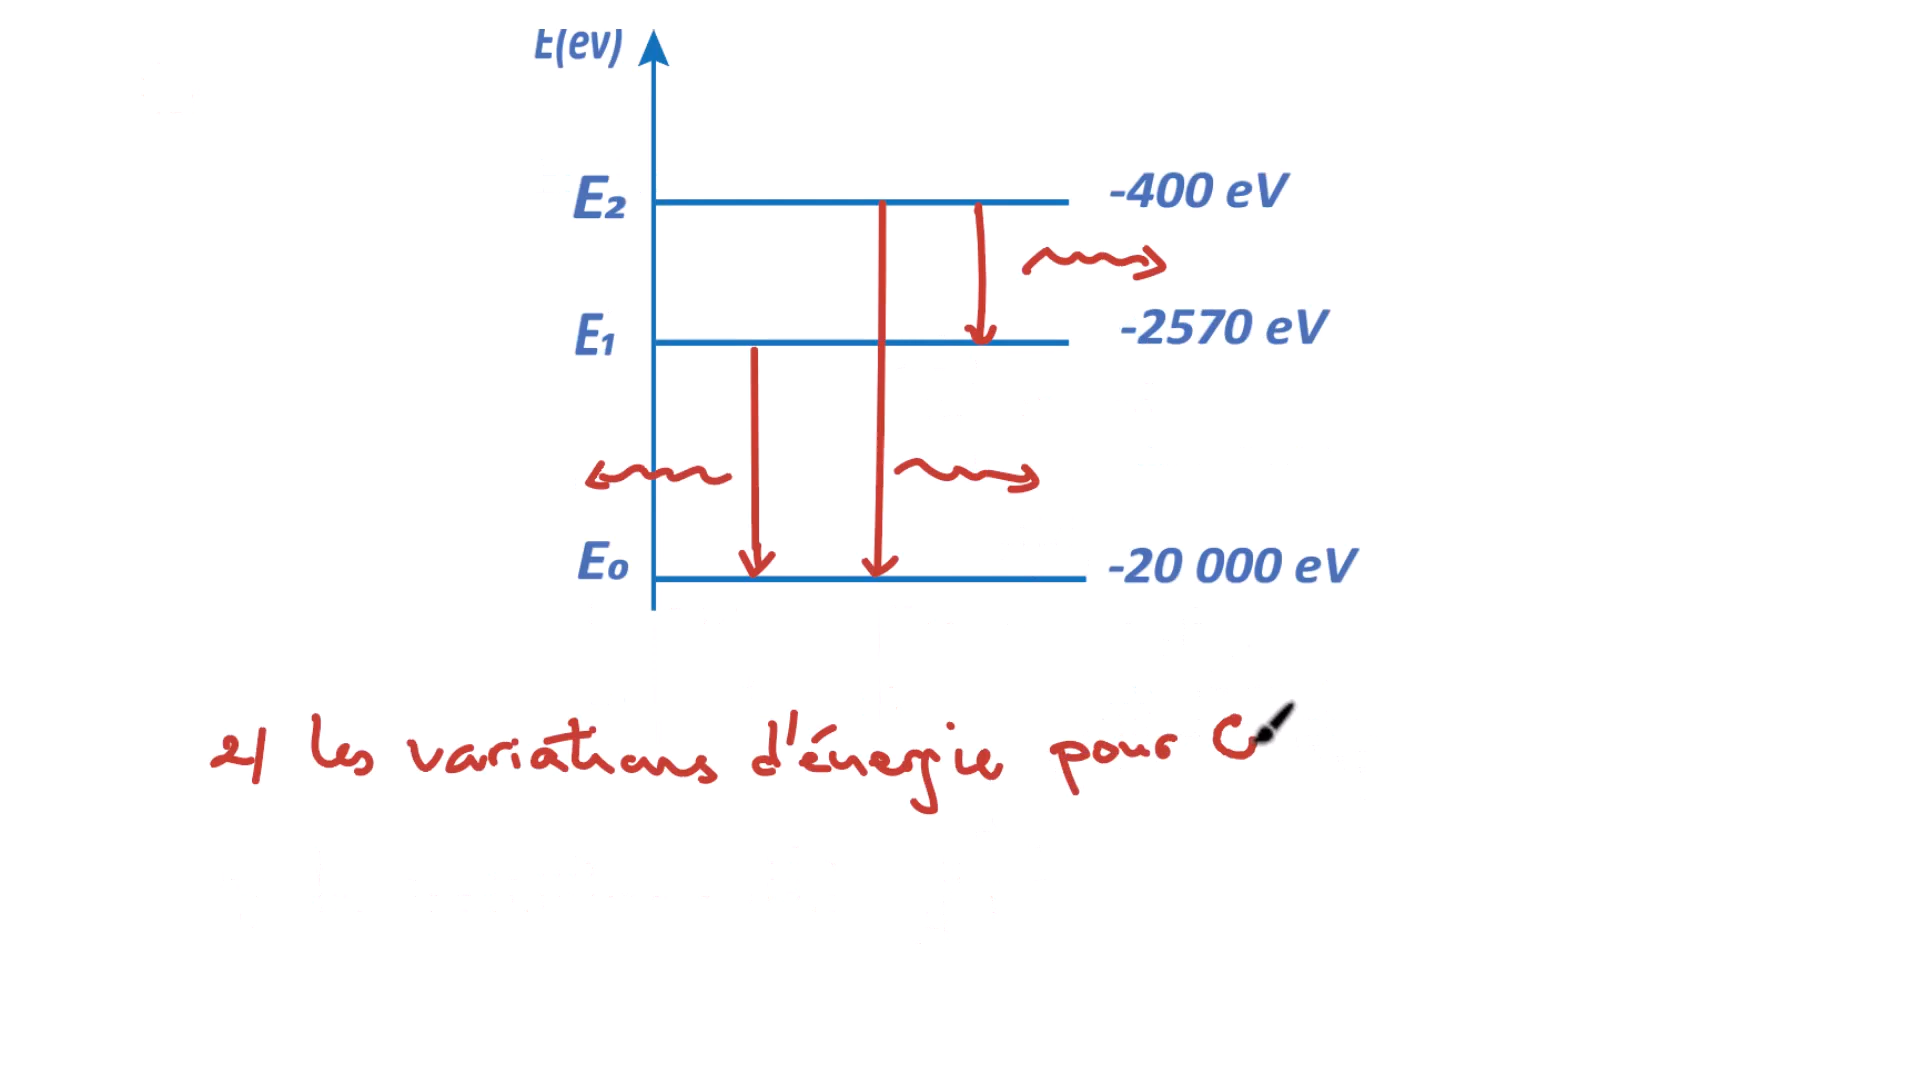 E(ev)
E₂ -400 eV
E₁ -2570 eV
E₀ -20 000 eV
2/ les variations d'énergie pour